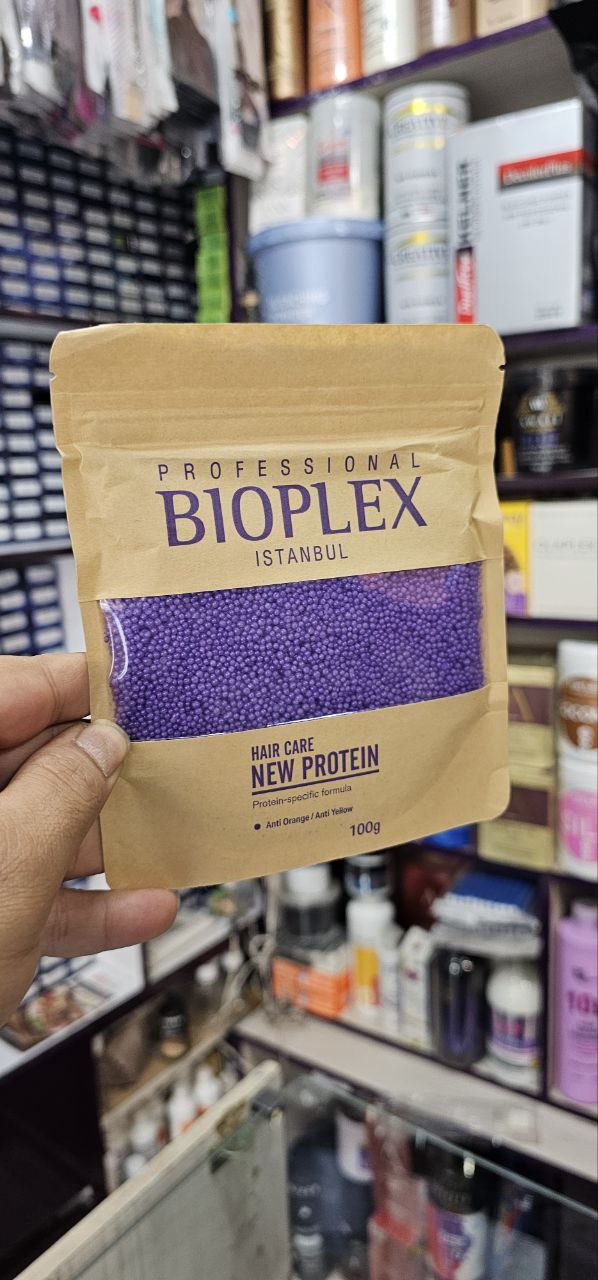 PROFESSIONAL
BIOPLEX
ISTANBUL
HAIR CARE
NEW PROTEIN
Protein-specific formula
Anti Orange / Anti Yellow
100g